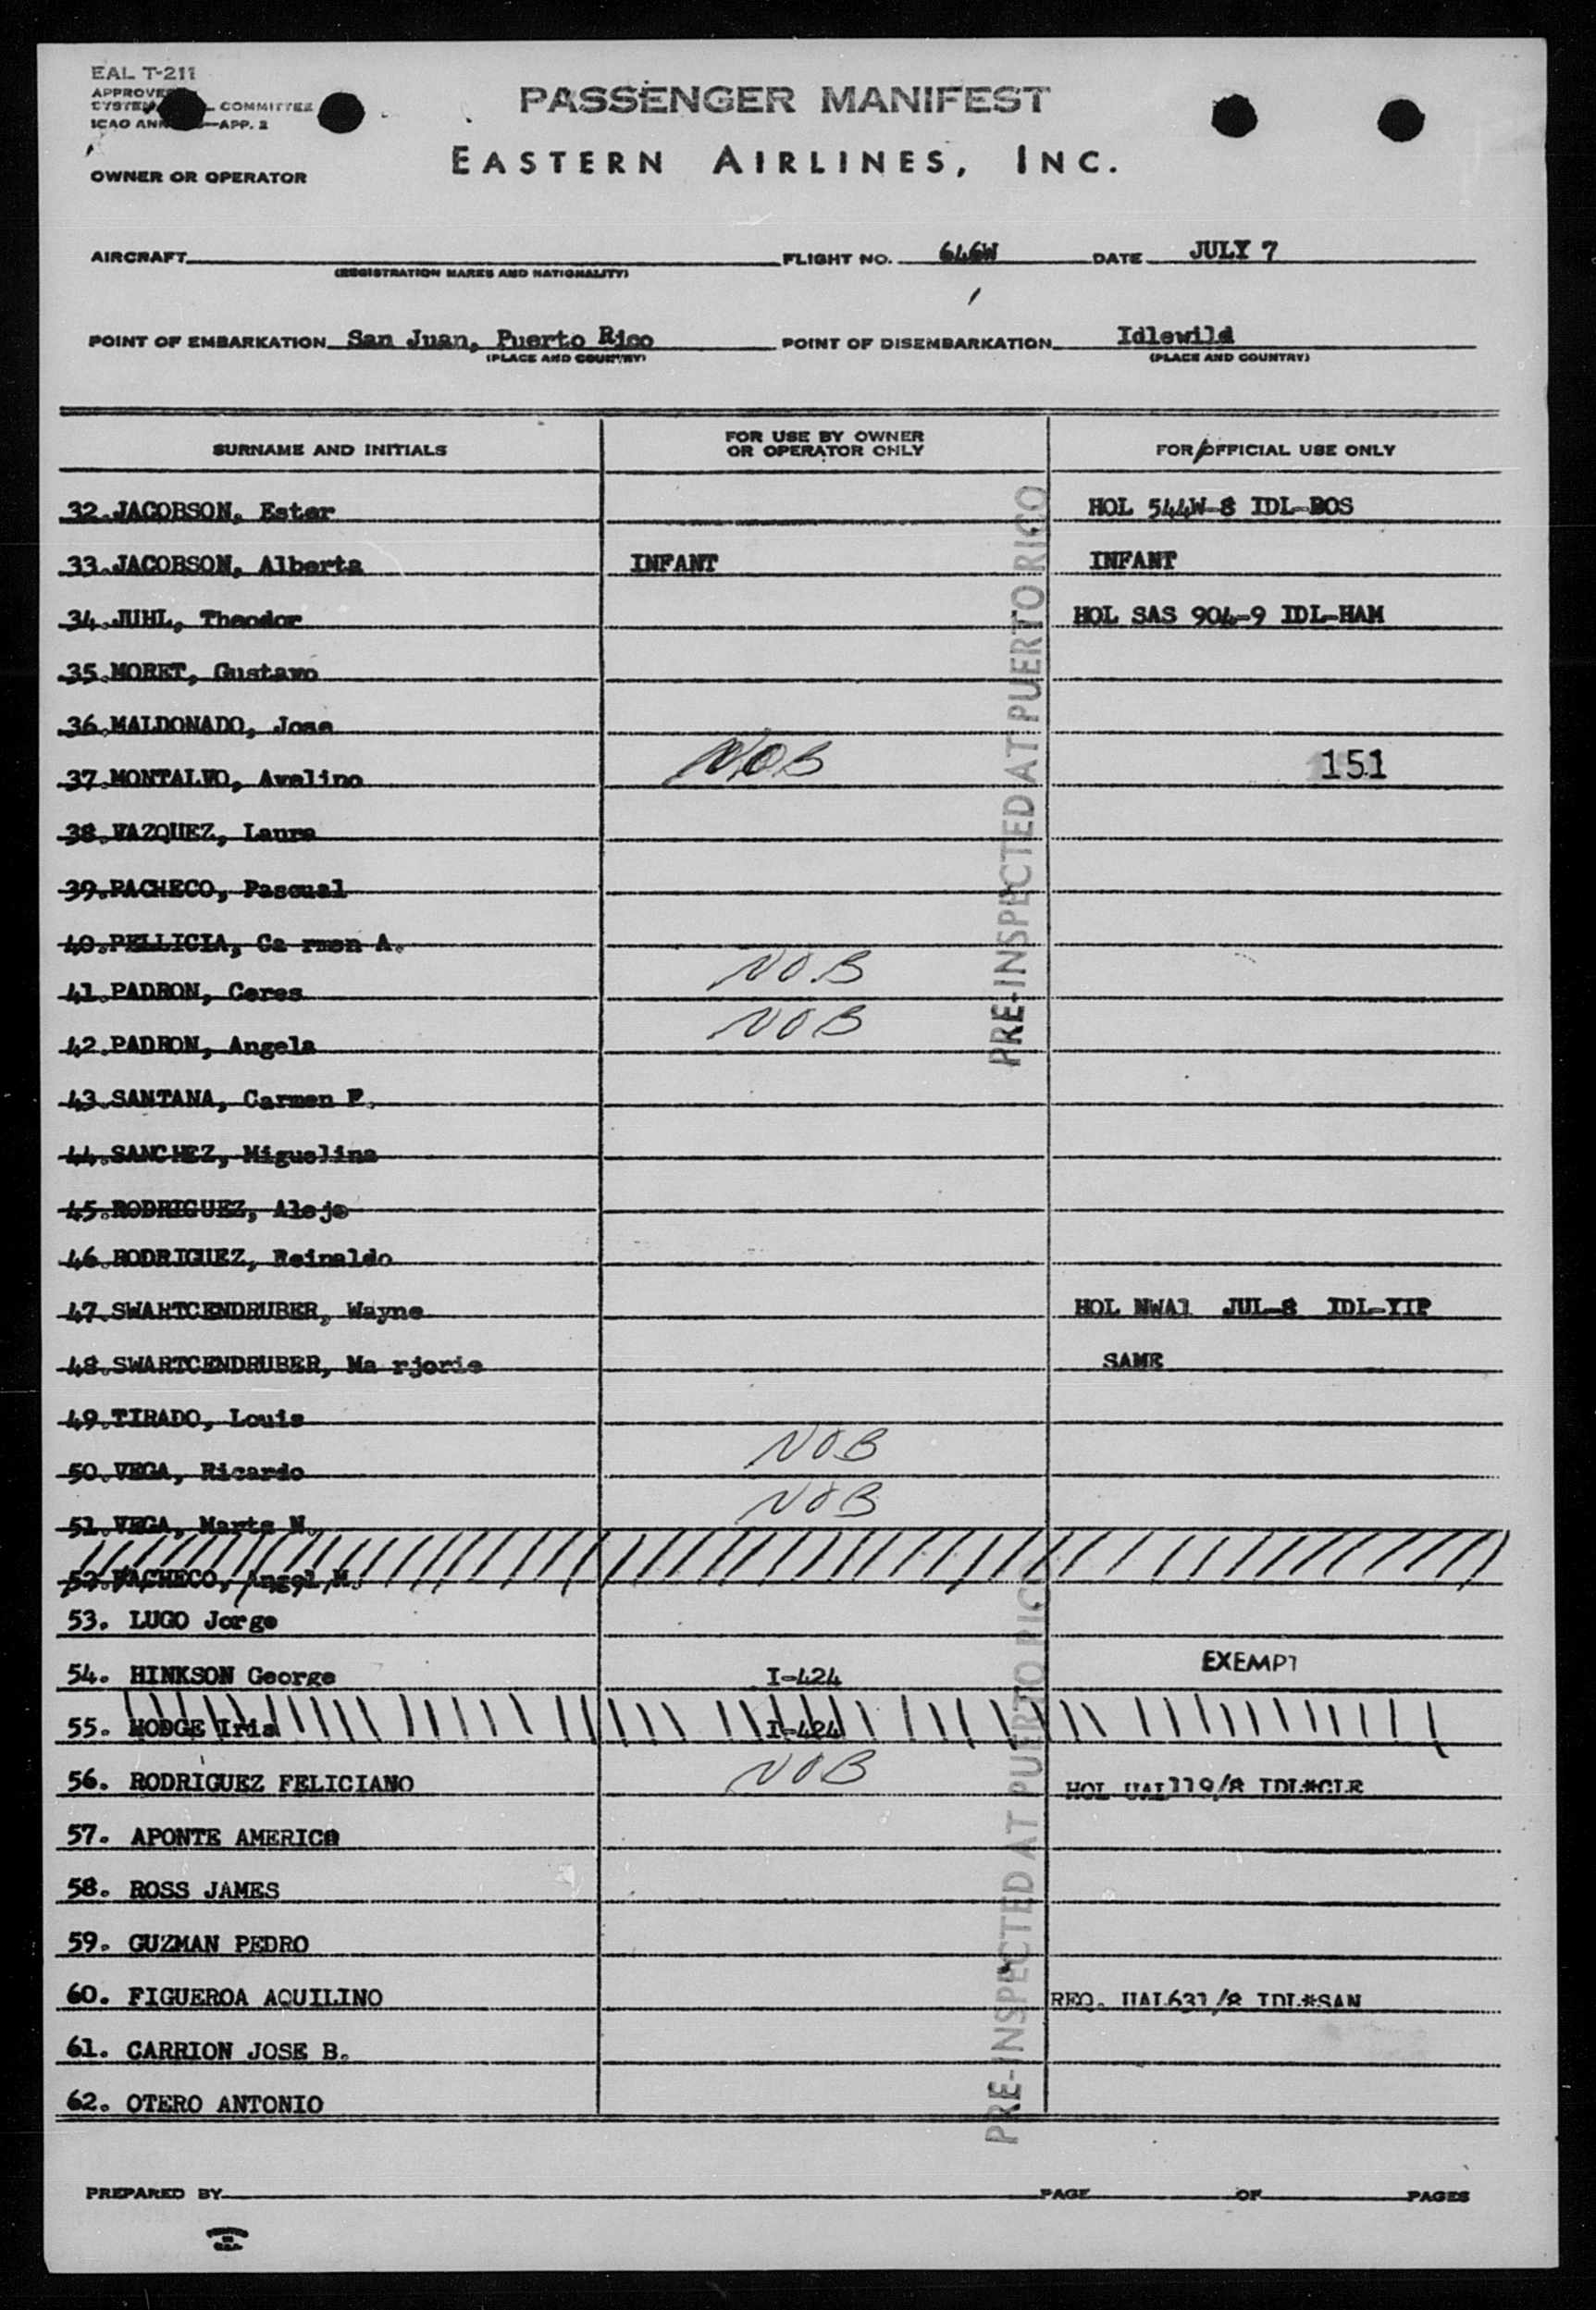 EAL T-211
APPROVED
SYSTEM COMMITTEE
ICAO ANN —APP. 2
PASSENGER MANIFEST
EASTERN AIRLINES, INC.
OWNER OR OPERATOR
AIRCRAFT FLIGHT NO. 646W DATE JULY 7
(REGISTRATION MARKS AND NATIONALITY)
POINT OF EMBARKATION San Juan, Puerto Rico POINT OF DISEMBARKATION Idlewild
(PLACE AND COUNTRY) (PLACE AND COUNTRY)
SURNAME AND INITIALS FOR USE BY OWNER OR OPERATOR ONLY FOR OFFICIAL USE ONLY
32.JACOBSON, Ester HOL 544W-8 IDL-BOS
33.JACOBSON, Alberta INFANT INFANT
34.JUHL, Theodor HOL SAS 904-9 IDL-HAM
35.MORET, Gustavo
36.MALDONADO, Jose
37.MONTALVO, Avelino NOB 151
38.VAZQUEZ, Laura
39.PACHECO, Pascual
40.PELLICIA, Ca rmen A.
41.PADRON, Ceres NOB
42.PADRON, Angela NOB
43.SANTANA, Carmen F.
44.SANCHEZ, Miguelina
45.RODRIGUEZ, Alejo
46.RODRIGUEZ, Reinaldo
47.SWARTCENDRUBER, Wayne HOL NWA1 JUL-8 IDL-YIP
48.SWARTCENDRUBER, Ma rjorie SAME
49.TIRADO, Louis
50.VEGA, Ricardo NOB
51.VEGA, Marta M. NOB
52.PACHECO, Angel M.
53. LUGO Jorge
54. HINKSON George I-424 EXEMPT
55. HODGE Iris I-424
56. RODRIGUEZ FELICIANO NOB HOL UAL119/8 IDL*CLE
57. APONTE AMERICa
58. ROSS JAMES
59. GUZMAN PEDRO
60. FIGUEROA AQUILINO REQ. UAL631/8 IDL*SAN
61. CARRION JOSE B.
62. OTERO ANTONIO
PRE-INSPECTED AT PUERTO RICO
PRE-INSPECTED AT PUERTO RICO
PREPARED BY PAGE OF PAGES
PRINTED
IN
U.S.A.